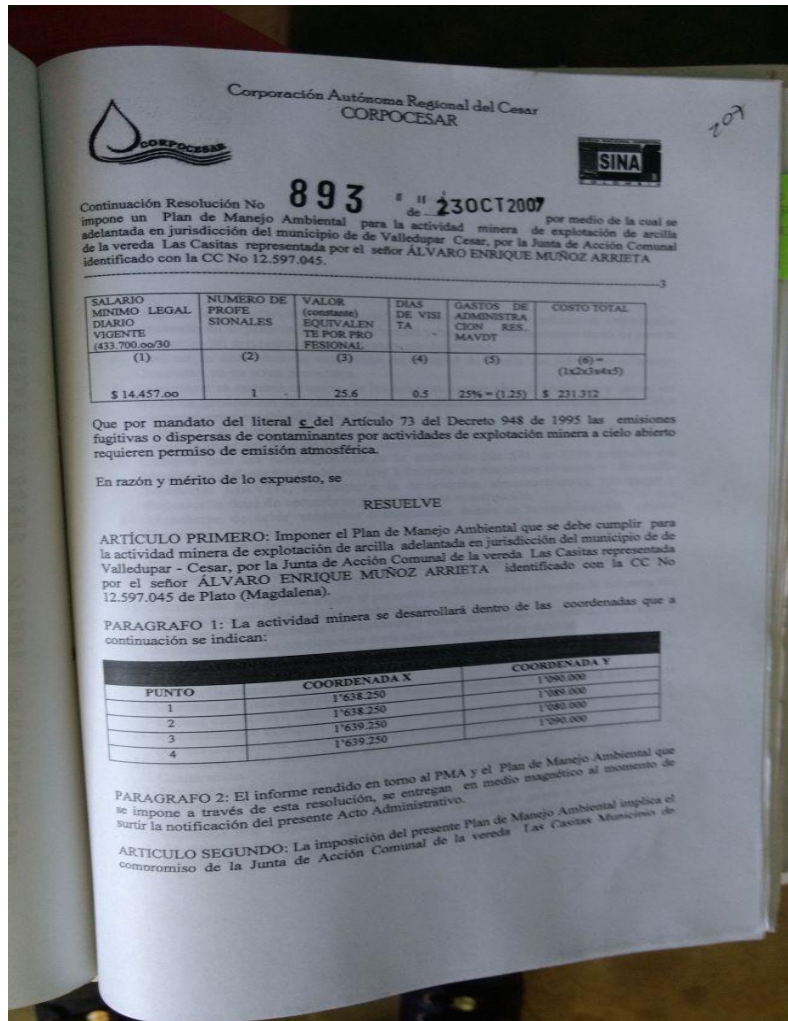 Corporación Autónoma Regional del Cesar
CORPOCESAR
207
CORPOCESAR
SINA
Continuación Resolución No 893 de 23 OCT 2007 por medio de la cual se
impone un Plan de Manejo Ambiental para la actividad minera de explotación de arcilla
adelantada en jurisdicción del municipio de de Valledupar Cesar, por la Junta de Acción Comunal
de la vereda Las Casitas representada por el señor ÁLVARO ENRIQUE MUÑOZ ARRIETA
identificado con la CC No 12.597.045.
3
SALARIO MINIMO LEGAL DIARIO VIGENTE (433.700.oo/30
NUMERO DE PROFE SIONALES
VALOR (constante) EQUIVALEN TE POR PRO FESIONAL
DIAS DE VISI TA
GASTOS DE ADMINISTRA CION RES. MAVDT
COSTO TOTAL
(1) (2) (3) (4) (5) (6) = (1x2x3x4x5)
$ 14.457.oo 1 25.6 0.5 25% = (1.25) $ 231.312
Que por mandato del literal c del Artículo 73 del Decreto 948 de 1995 las emisiones
fugitivas o dispersas de contaminantes por actividades de explotación minera a cielo abierto
requieren permiso de emisión atmosférica.
En razón y mérito de lo expuesto, se
RESUELVE
ARTÍCULO PRIMERO: Imponer el Plan de Manejo Ambiental que se debe cumplir para
la actividad minera de explotación de arcilla adelantada en jurisdicción del municipio de de
Valledupar - Cesar, por la Junta de Acción Comunal de la vereda Las Casitas representada
por el señor ÁLVARO ENRIQUE MUÑOZ ARRIETA identificado con la CC No
12.597.045 de Plato (Magdalena).
PARAGRAFO 1: La actividad minera se desarrollará dentro de las coordenadas que a
continuación se indican:
PUNTO COORDENADA X COORDENADA Y
1 1'638.250 1'090.000
2 1'638.250 1'089.000
3 1'639.250 1'080.000
4 1'639.250 1'090.000
PARAGRAFO 2: El informe rendido en torno al PMA y el Plan de Manejo Ambiental que
se impone a través de esta resolución, se entregan en medio magnético al momento de
surtir la notificación del presente Acto Administrativo.
ARTICULO SEGUNDO: La imposición del presente Plan de Manejo Ambiental implica el
compromiso de la Junta de Acción Comunal de la vereda Las Casitas Municipio de